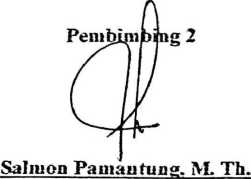 Pembimbing 2
Salmon Pamantung, M. Th.